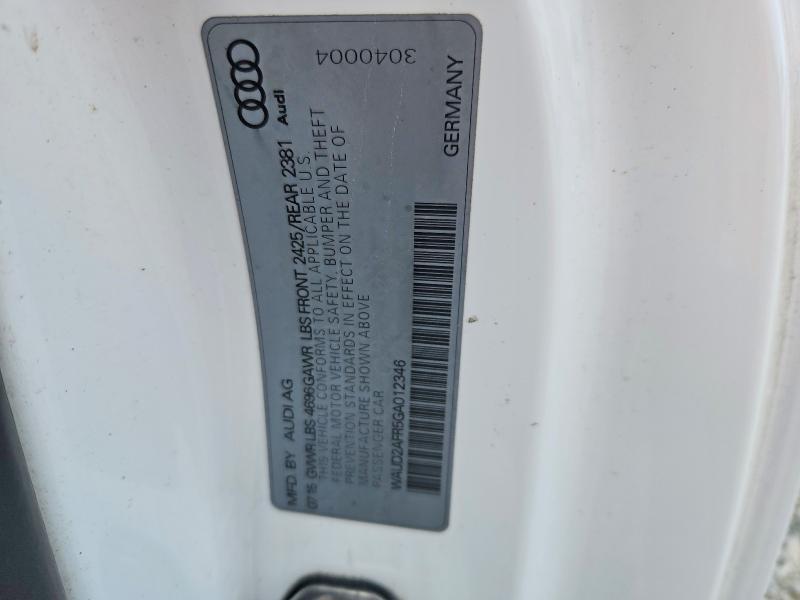 Audi
3040004
MFD BY AUDI AG
0715 GVWR LBS 4696 GAWR LBS FRONT 2425/REAR 2381
THIS VEHICLE CONFORMS TO ALL APPLICABLE U.S.
FEDERAL MOTOR VEHICLE SAFETY, BUMPER AND THEFT
PREVENTION STANDARDS IN EFFECT ON THE DATE OF
MANUFACTURE SHOWN ABOVE
PASSENGER CAR
WAUD2AFR5GA012346
GERMANY